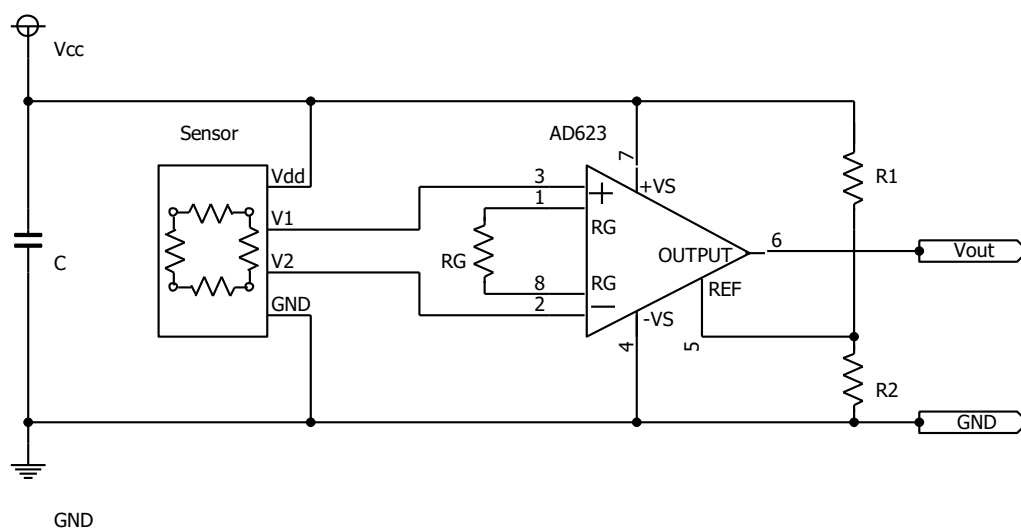 Vcc
Sensor
AD623
Vdd
V1
V2
GND
C
3
1
8
2
7
4
5
6
RG
RG
RG
+VS
-VS
OUTPUT
REF
R1
R2
Vout
GND
GND